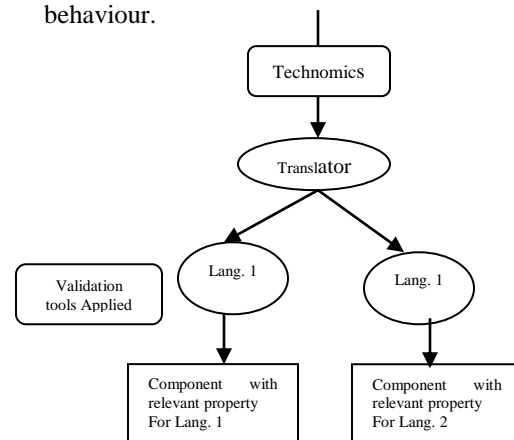 behaviour.
Technomics
Translator
Lang. 1
Lang. 1
Validation
tools Applied
Component with
relevant property
For Lang. 1
Component with
relevant property
For Lang. 2